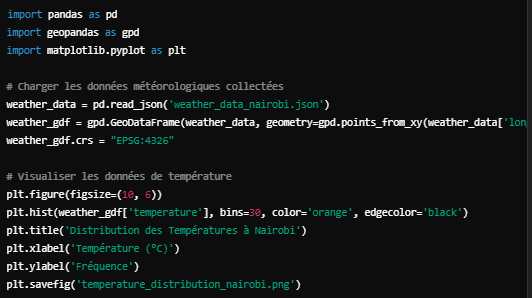 import pandas as pd
import geopandas as gpd
import matplotlib.pyplot as plt
# Charger les données météorologiques collectées
weather_data = pd.read_json('weather_data_nairobi.json')
weather_gdf = gpd.GeoDataFrame(weather_data, geometry=gpd.points_from_xy(weather_data['lon
weather_gdf.crs = "EPSG:4326"
# Visualiser les données de température
plt.figure(figsize=(10, 6))
plt.hist(weather_gdf['temperature'], bins=30, color='orange', edgecolor='black')
plt.title('Distribution des Températures à Nairobi')
plt.xlabel('Température (°C)')
plt.ylabel('Fréquence')
plt.savefig('temperature_distribution_nairobi.png')